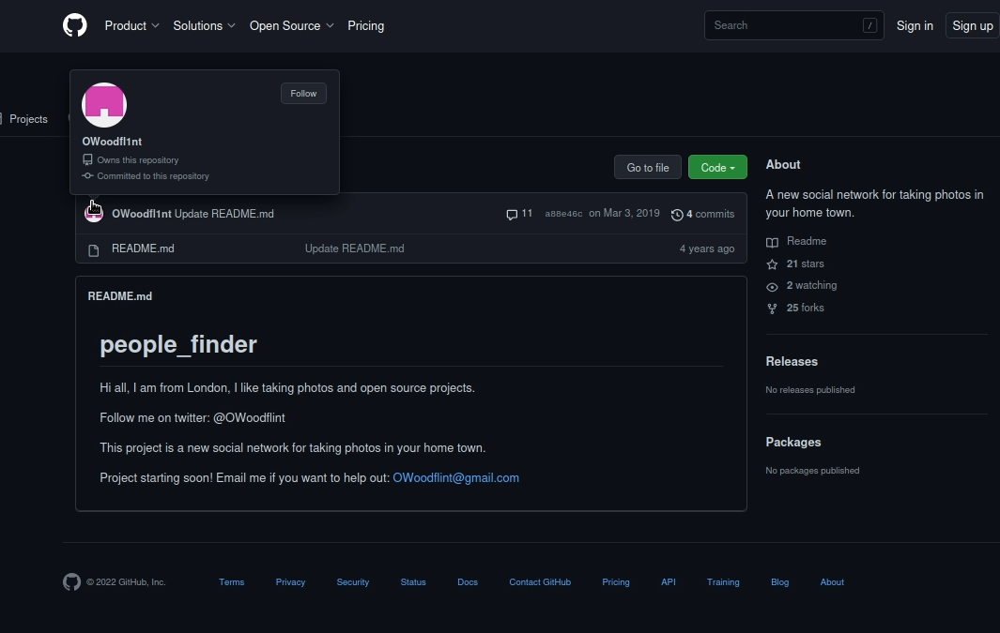 Product Solutions Open Source Pricing Search / Sign in Sign up
Follow
OWoodfl1nt
Owns this repository
Committed to this repository
Projects
Go to file Code
OWoodfl1nt Update README.md 11 a88e46c on Mar 3, 2019 4 commits
README.md Update README.md 4 years ago
README.md
people_finder
Hi all, I am from London, I like taking photos and open source projects.
Follow me on twitter: @OWoodflint
This project is a new social network for taking photos in your home town.
Project starting soon! Email me if you want to help out: OWoodflint@gmail.com
About
A new social network for taking photos in
your home town.
Readme
21 stars
2 watching
25 forks
Releases
No releases published
Packages
No packages published
© 2022 GitHub, Inc. Terms Privacy Security Status Docs Contact GitHub Pricing API Training Blog About